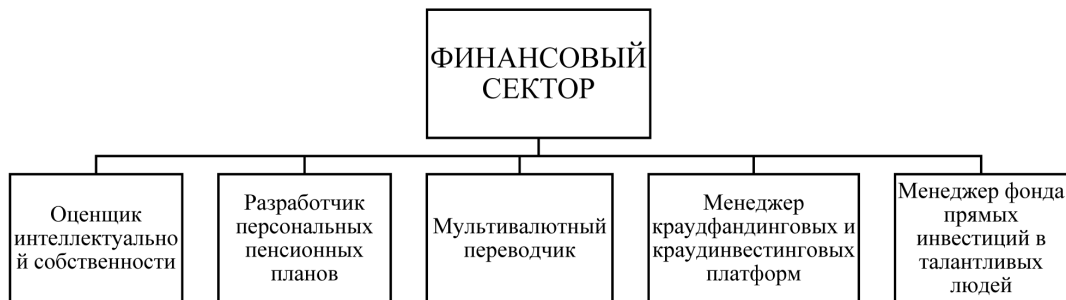 ФИНАНСОВЫЙ
СЕКТОР
Оценщик
интеллектуально
й собственности
Разработчик
персональных
пенсионных
планов
Мультивалютный
переводчик
Менеджер
краудфандинговых и
краудинвестинговых
платформ
Менеджер фонда
прямых
инвестиций в
талантливых
людей